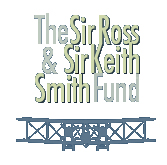 The Sir Ross
& Sir Keith
Smith Fund